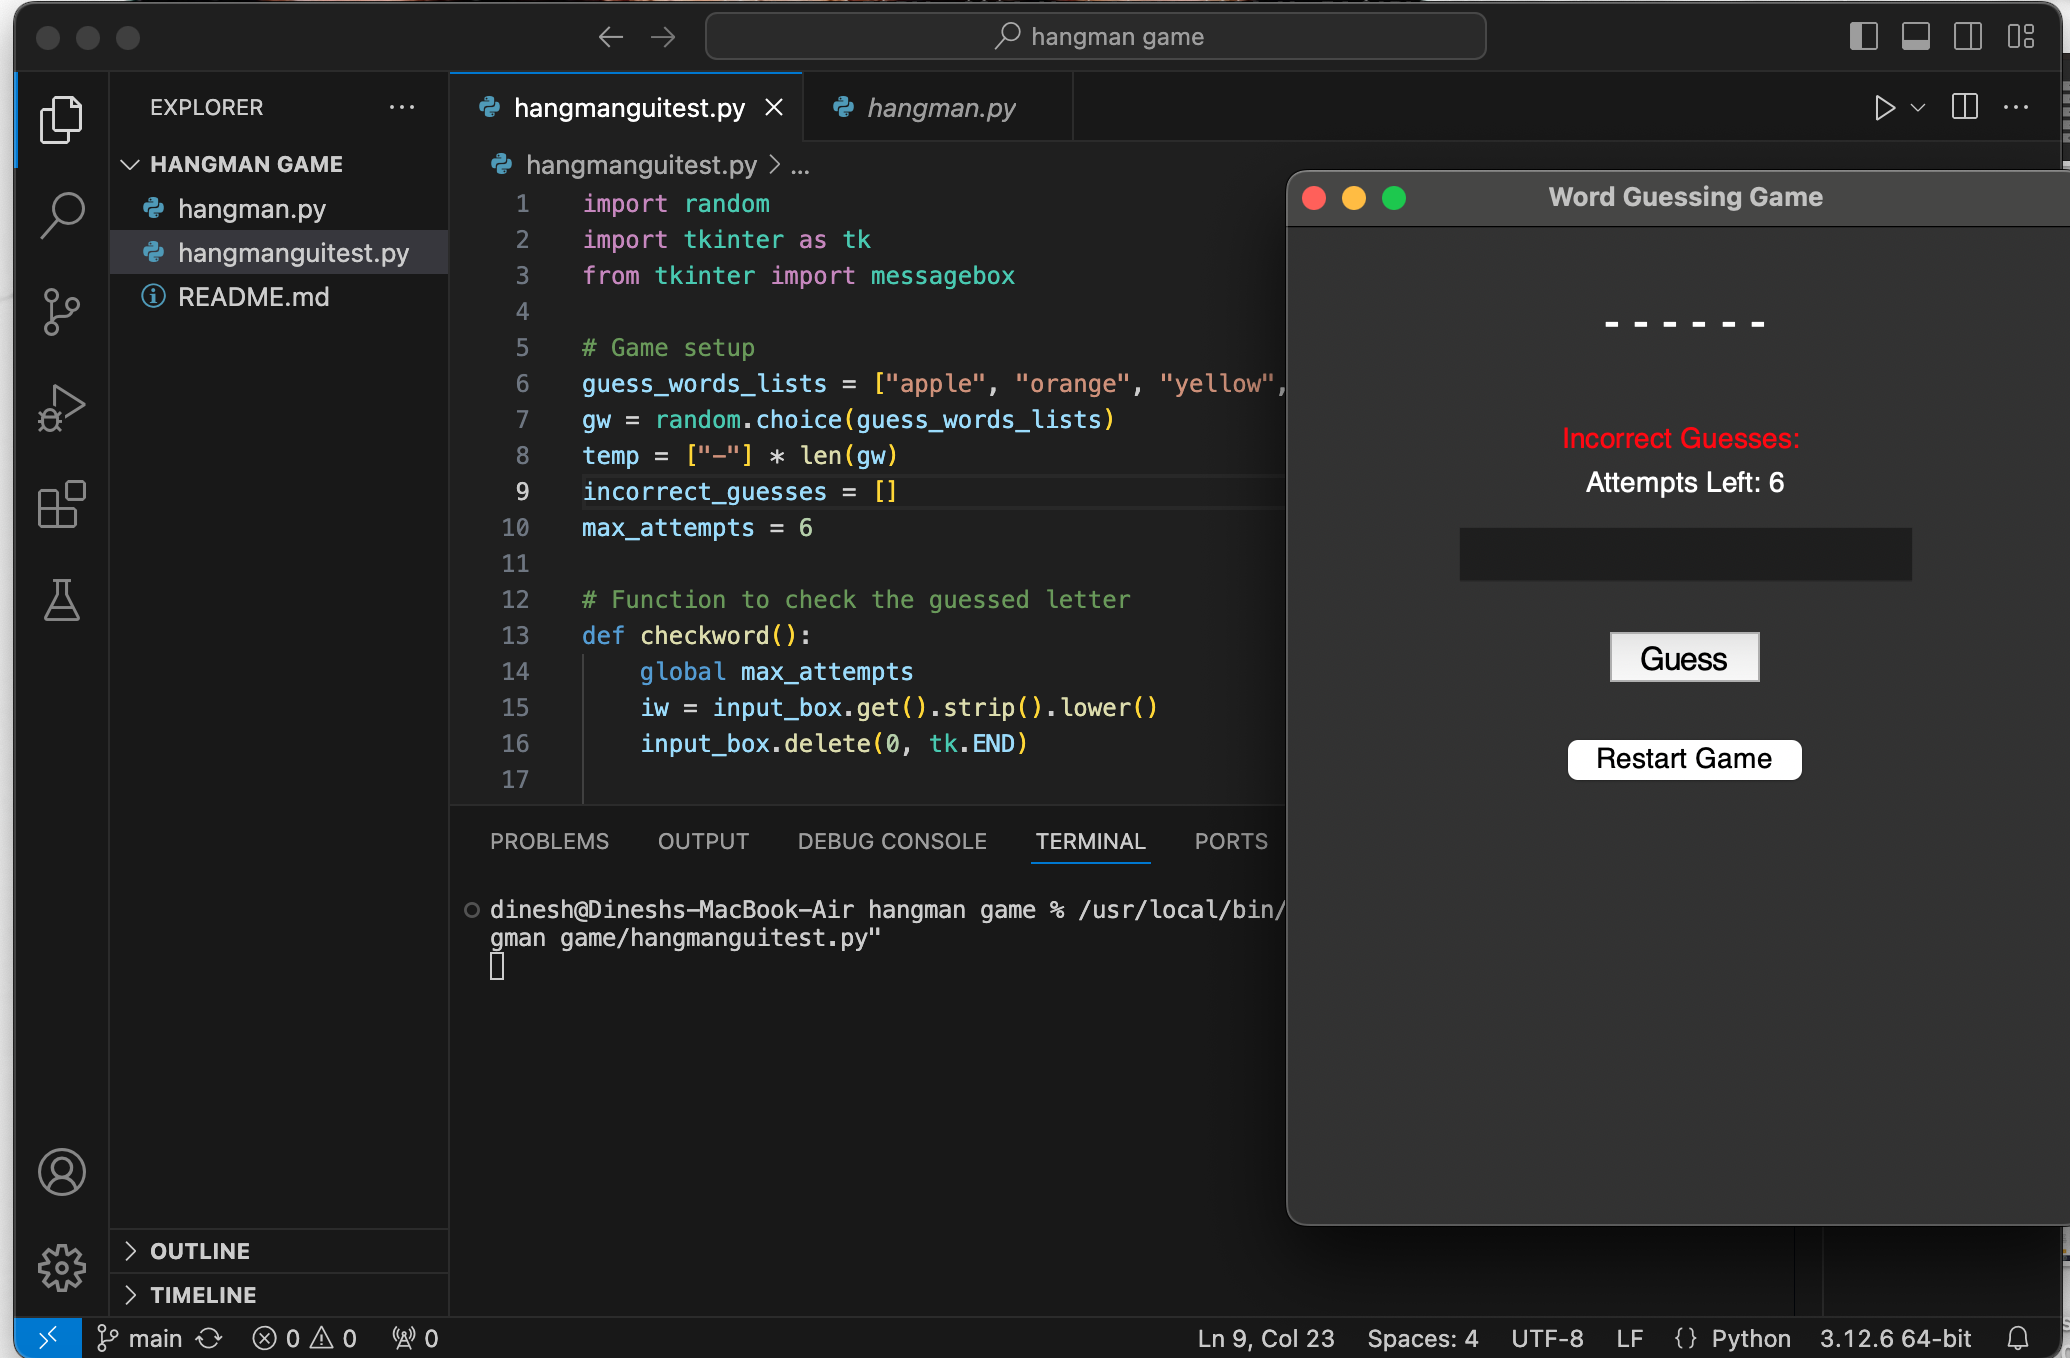 hangman game
EXPLORER
HANGMAN GAME
hangman.py
hangmanguitest.py
README.md
OUTLINE
TIMELINE
hangmanguitest.py
hangman.py
hangmanguitest.py > ...
1 import random
2 import tkinter as tk
3 from tkinter import messagebox
4
5 # Game setup
6 guess_words_lists = ["apple", "orange", "yellow",
7 gw = random.choice(guess_words_lists)
8 temp = ["-"] * len(gw)
9 incorrect_guesses = []
10 max_attempts = 6
11
12 # Function to check the guessed letter
13 def checkword():
14 global max_attempts
15 iw = input_box.get().strip().lower()
16 input_box.delete(0, tk.END)
17
PROBLEMS OUTPUT DEBUG CONSOLE TERMINAL PORTS
dinesh@Dineshs-MacBook-Air hangman game % /usr/local/bin/
gman game/hangmanguitest.py"
Word Guessing Game
- - - - - -
Incorrect Guesses:
Attempts Left: 6
Guess
Restart Game
main 0 0 0 Ln 9, Col 23 Spaces: 4 UTF-8 LF {} Python 3.12.6 64-bit